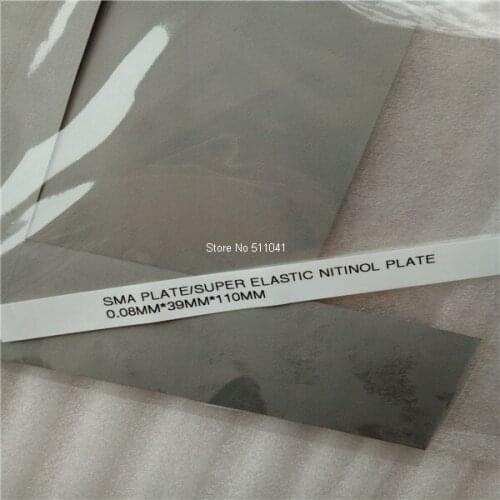 Store No 511041
SMA PLATE/SUPER ELASTIC NITINOL PLATE
0.08MM*39MM*110MM